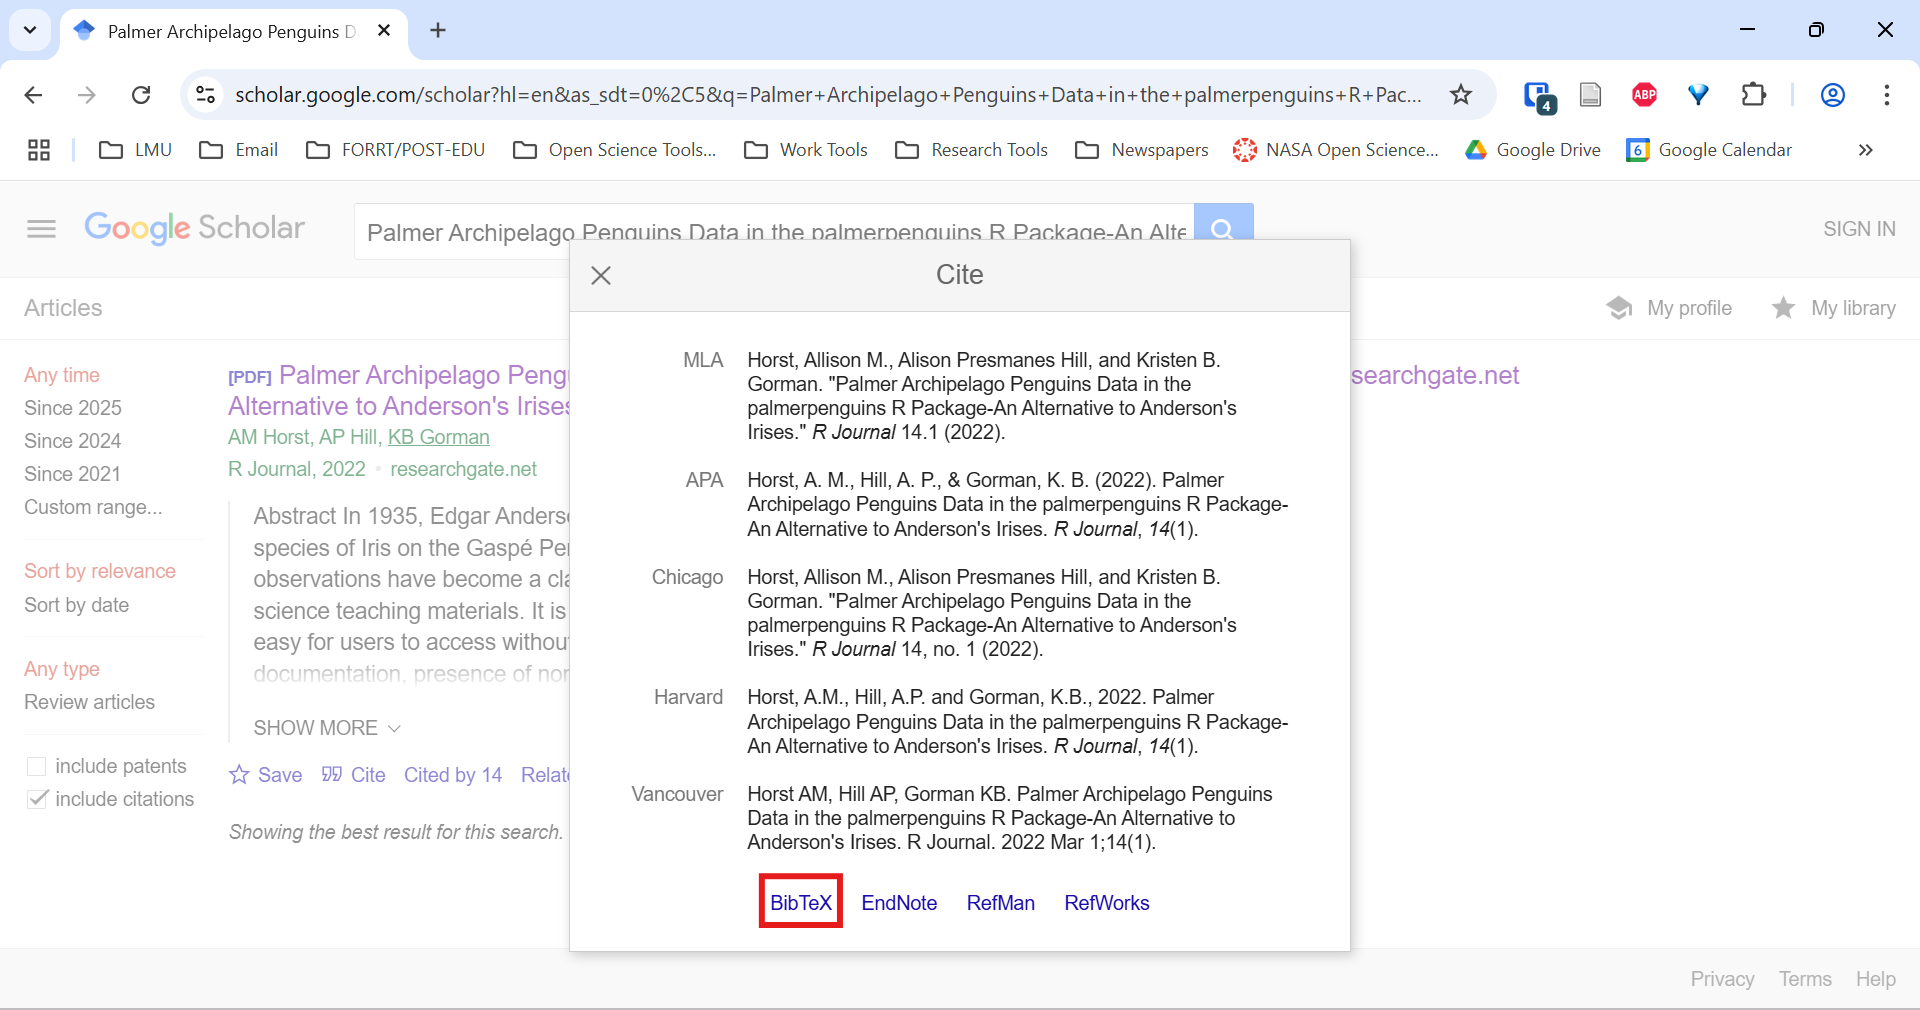 Palmer Archipelago Penguins D
scholar.google.com/scholar?hl=en&as_sdt=0%2C5&q=Palmer+Archipelago+Penguins+Data+in+the+palmerpenguins+R+Pac...
4
ABP
LMU
Email
FORRT/POST-EDU
Open Science Tools...
Work Tools
Research Tools
Newspapers
NASA Open Science...
Google Drive
6
Google Calendar
Google Scholar
Palmer Archipelago Penguins Data in the palmerpenguins R Package-An Alte
SIGN IN
Articles
My profile
My library
Any time
Since 2025
Since 2024
Since 2021
Custom range...
Sort by relevance
Sort by date
Any type
Review articles
include patents
include citations
[PDF] Palmer Archipelago Peng
Alternative to Anderson's Irises
AM Horst, AP Hill, KB Gorman
R Journal, 2022 • researchgate.net
Abstract In 1935, Edgar Anders
species of Iris on the Gaspé Pe
observations have become a cla
science teaching materials. It is
easy for users to access withou
documentation, presence of nor
SHOW MORE
Save
Cite
Cited by 14
Relat
Showing the best result for this search.
searchgate.net
Cite
MLA
Horst, Allison M., Alison Presmanes Hill, and Kristen B.
Gorman. "Palmer Archipelago Penguins Data in the
palmerpenguins R Package-An Alternative to Anderson's
Irises." R Journal 14.1 (2022).
APA
Horst, A. M., Hill, A. P., & Gorman, K. B. (2022). Palmer
Archipelago Penguins Data in the palmerpenguins R Package-
An Alternative to Anderson's Irises. R Journal, 14(1).
Chicago
Horst, Allison M., Alison Presmanes Hill, and Kristen B.
Gorman. "Palmer Archipelago Penguins Data in the
palmerpenguins R Package-An Alternative to Anderson's
Irises." R Journal 14, no. 1 (2022).
Harvard
Horst, A.M., Hill, A.P. and Gorman, K.B., 2022. Palmer
Archipelago Penguins Data in the palmerpenguins R Package-
An Alternative to Anderson's Irises. R Journal, 14(1).
Vancouver
Horst AM, Hill AP, Gorman KB. Palmer Archipelago Penguins
Data in the palmerpenguins R Package-An Alternative to
Anderson's Irises. R Journal. 2022 Mar 1;14(1).
BibTeX
EndNote
RefMan
RefWorks
Privacy
Terms
Help